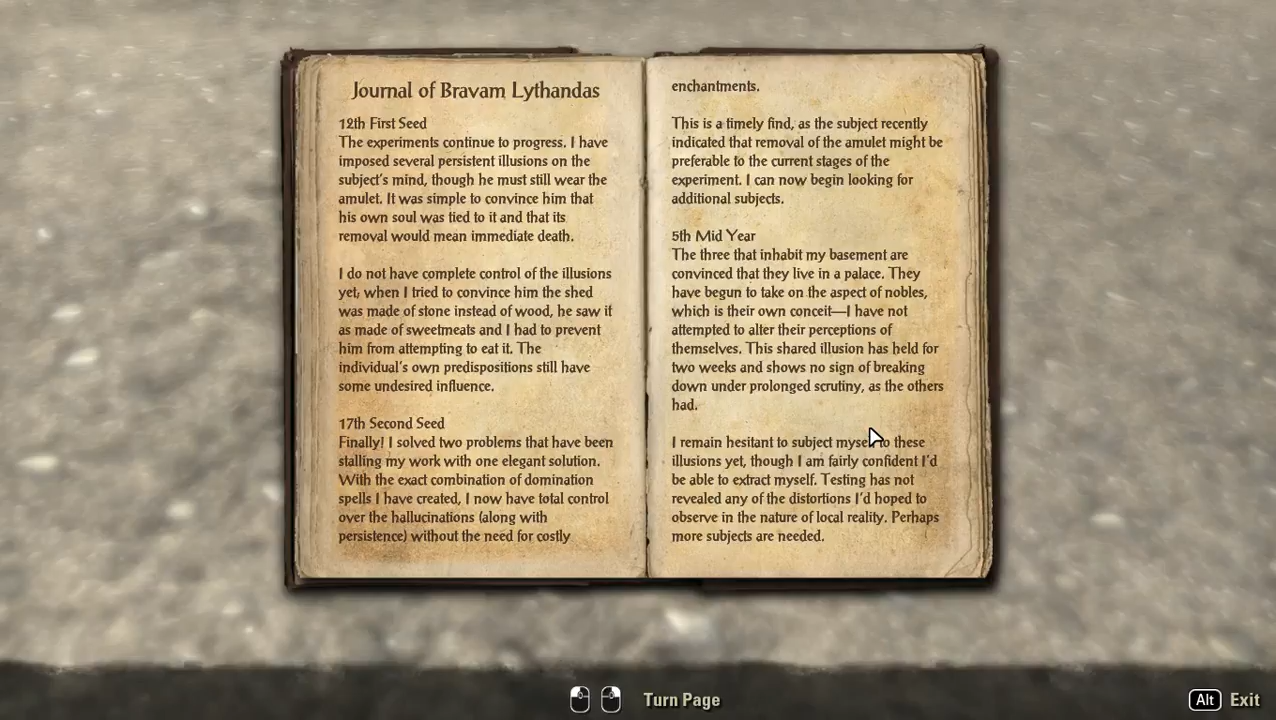 Journal of Bravam Lythandas
12th First Seed
The experiments continue to progress. I have
imposed several persistent illusions on the
subject's mind, though he must still wear the
amulet. It was simple to convince him that
his own soul was tied to it and that its
removal would mean immediate death.
I do not have complete control of the illusions
yet; when I tried to convince him the shed
was made of stone instead of wood, he saw it
as made of sweetmeats and I had to prevent
him from attempting to eat it. The
individual's own predispositions still have
some undesired influence.
17th Second Seed
Finally! I solved two problems that have been
stalling my work with one elegant solution.
With the exact combination of domination
spells I have created, I now have total control
over the hallucinations (along with
persistence) without the need for costly
enchantments.
This is a timely find, as the subject recently
indicated that removal of the amulet might be
preferable to the current stages of the
experiment. I can now begin looking for
additional subjects.
5th Mid Year
The three that inhabit my basement are
convinced that they live in a palace. They
have begun to take on the aspect of nobles,
which is their own conceit—I have not
attempted to alter their perceptions of
themselves. This shared illusion has held for
two weeks and shows no sign of breaking
down under prolonged scrutiny, as the others
had.
I remain hesitant to subject myself to these
illusions yet, though I am fairly confident I'd
be able to extract myself. Testing has not
revealed any of the distortions I'd hoped to
observe in the nature of local reality. Perhaps
more subjects are needed.
Turn Page
Alt Exit